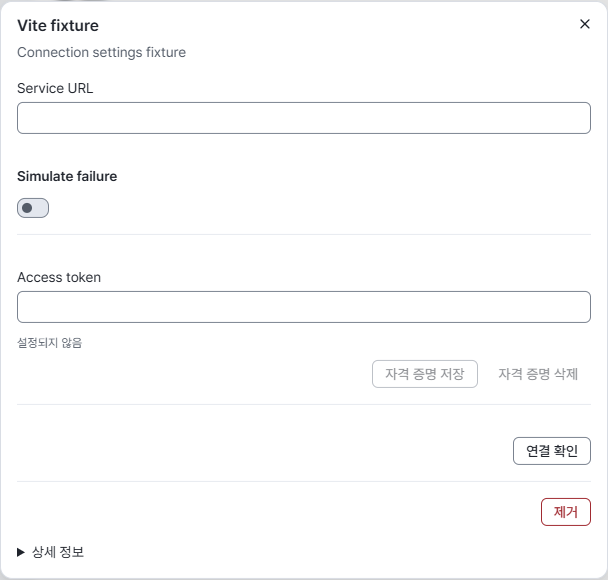 Vite fixture
Connection settings fixture
Service URL
Simulate failure
Access token
설정되지 않음
자격 증명 저장 자격 증명 삭제
연결 확인
제거
상세 정보